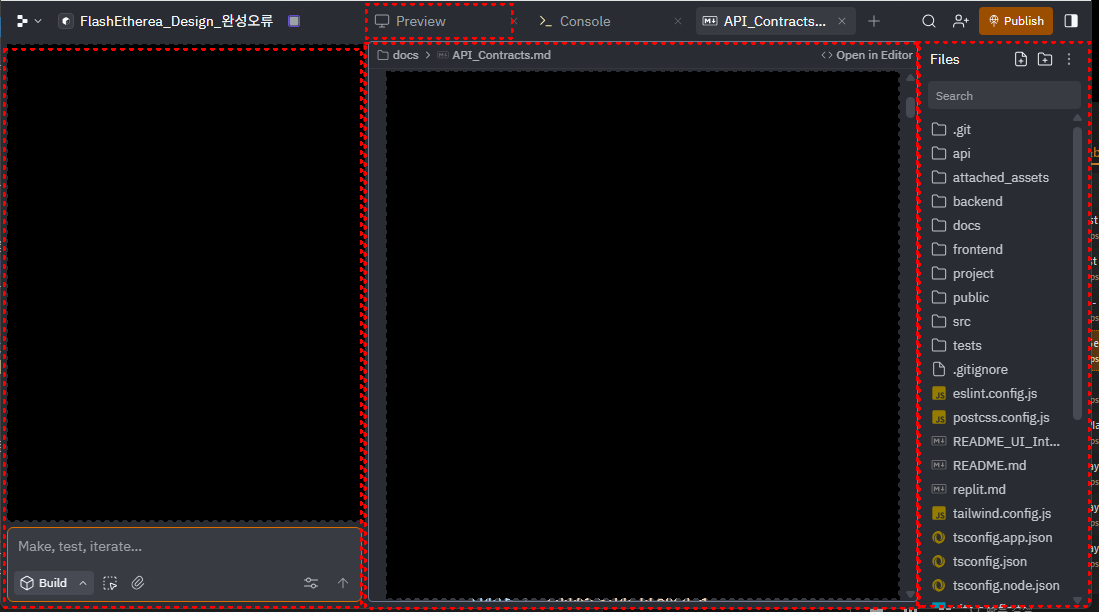 FlashEtherea_Design_완성오류
Preview
Console
API_Contracts...
Publish
docs > API_Contracts.md
Open in Editor
Files
Search
.git
api
attached_assets
backend
docs
frontend
project
public
src
tests
.gitignore
JS eslint.config.js
JS postcss.config.js
README_UI_Int...
README.md
replit.md
JS tailwind.config.js
tsconfig.app.json
tsconfig.json
tsconfig.node.json
Make, test, iterate...
Build